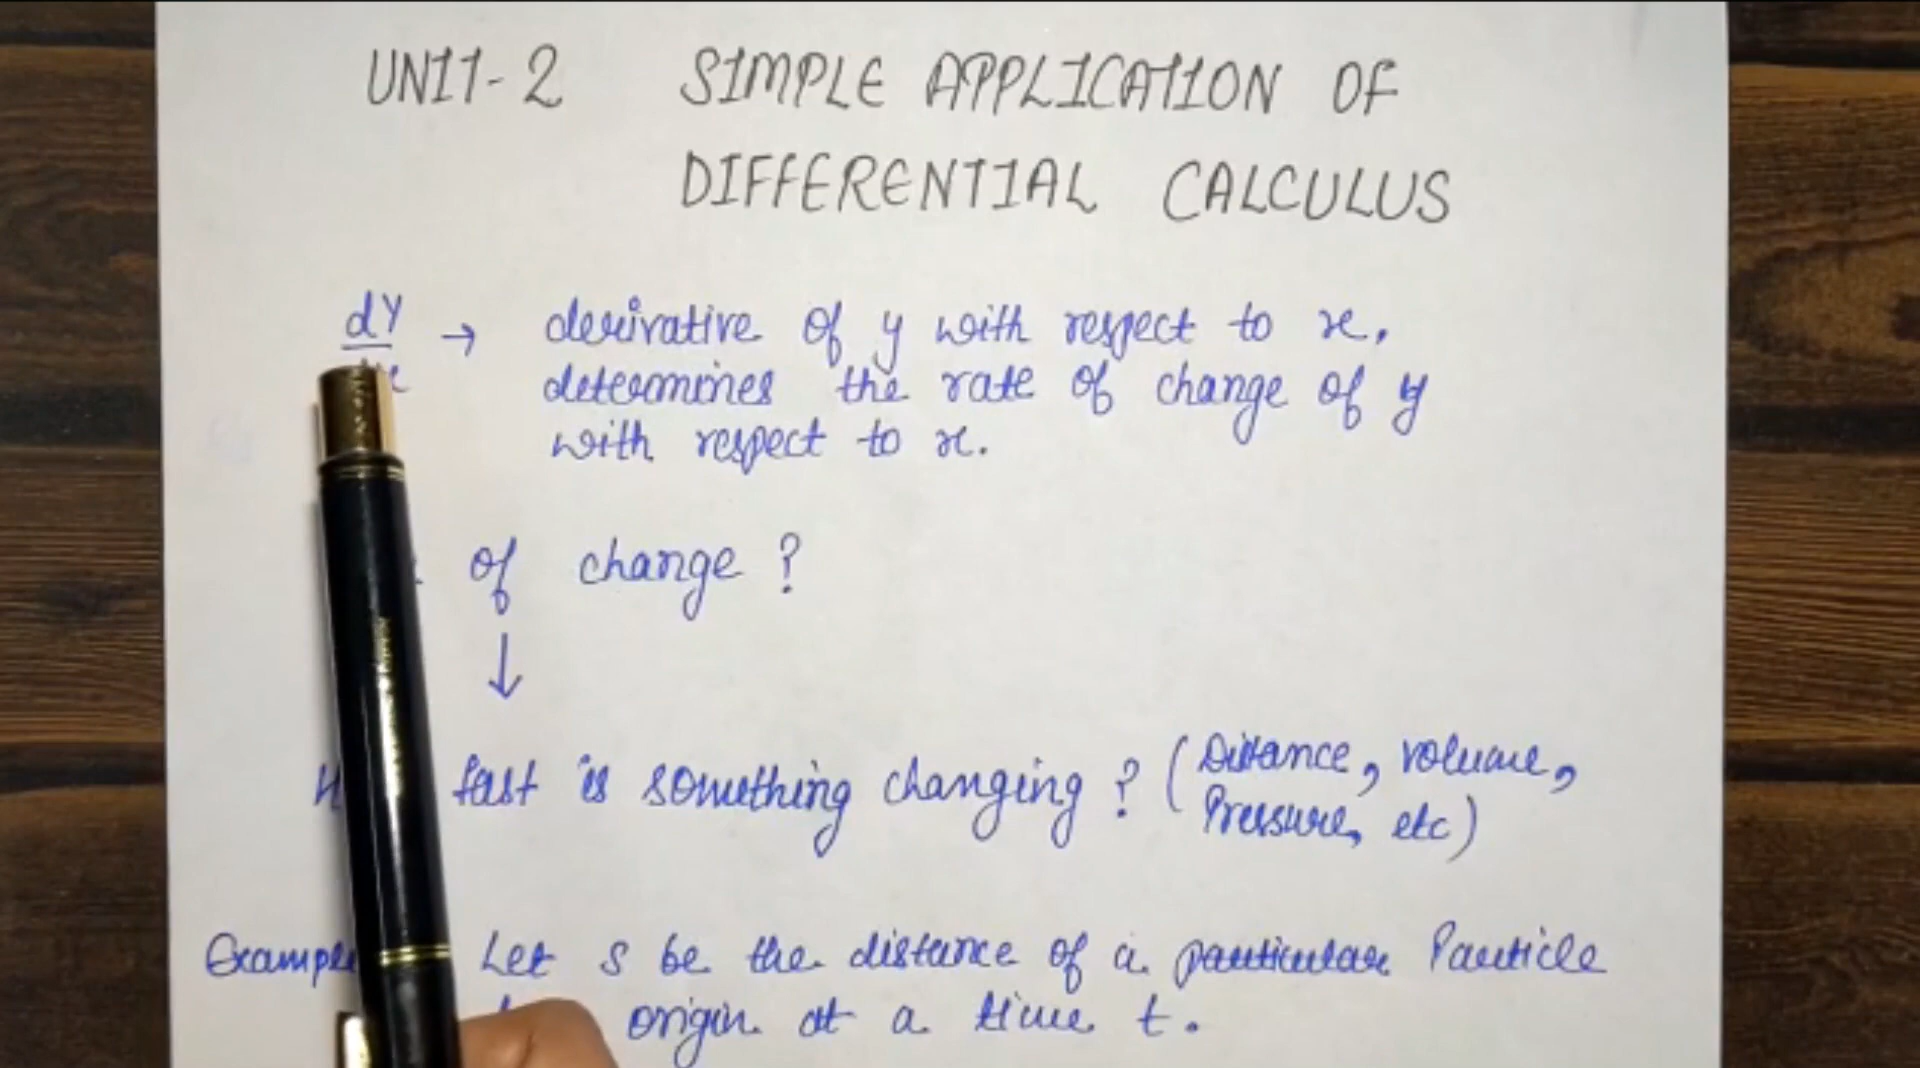 UNIT-2 SIMPLE APPLICATION OF
DIFFERENTIAL CALCULUS
dy → derivative of y with respect to x.
determines the rate of change of y
with respect to x.
of change ?
↓
fast is something changing ? (Distance, volume,
Pressure, etc)
Example Let s be the distance of a particular Particle
origin at a time t.